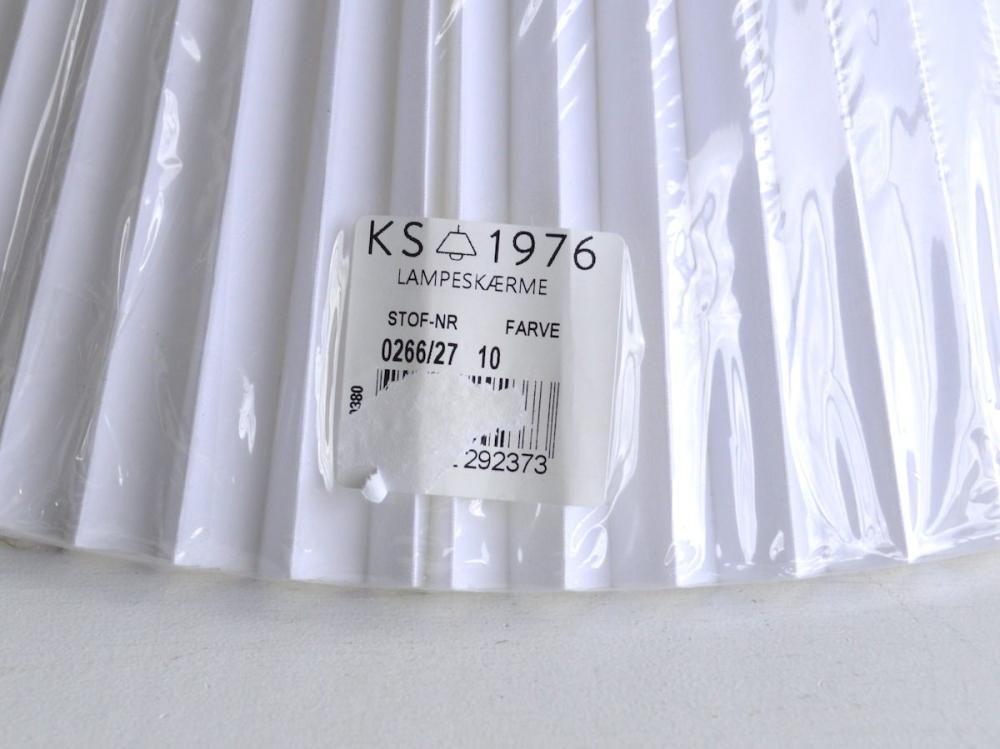 KS 1976
LAMPESKÆRME
STOF-NR FARVE
0266/27 10
292373